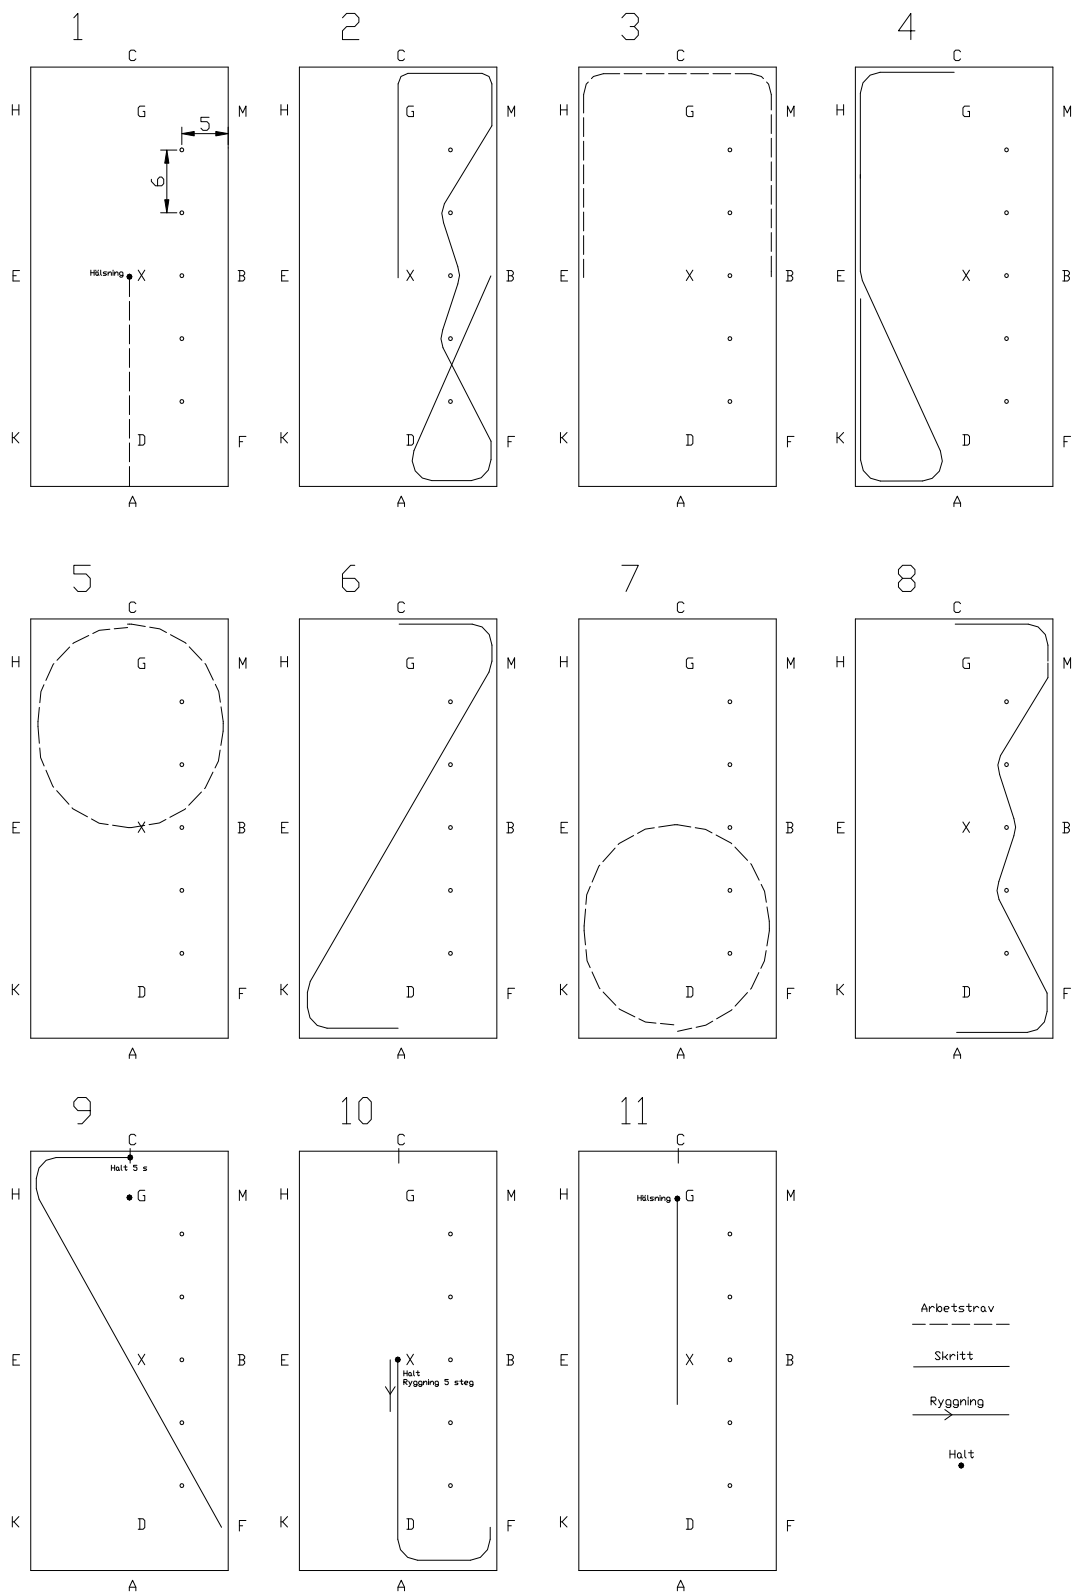 1 2 3 4
C C C C
H G M H G M H G M H G M
5
6
Hälsning
E X B E X B E X B E X B
K D F K D F K D F K D F
A A A A
5 6 7 8
C C C C
H G M H G M H G M H G M
E X B E X B E X B E X B
K D F K D F K D F K D F
A A A A
9 10 11
C C C
Halt 5 s
H G M H G M H Hälsning G M
E X B E X B E X B
Halt
Ryggning 5 steg
K D F K D F K D F
A A A
Arbetstrav
Skritt
Ryggning
Halt